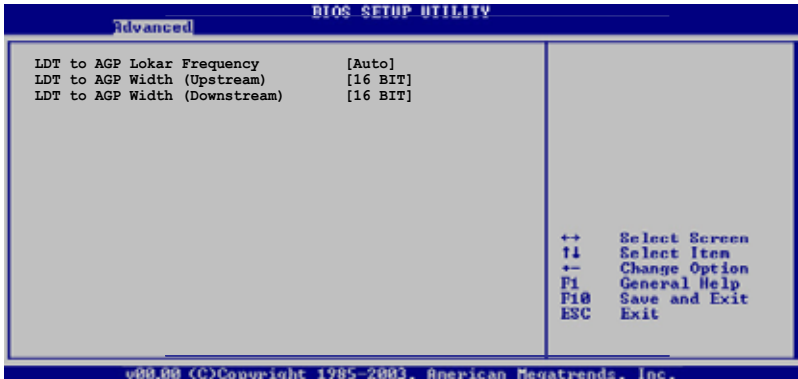 BIOS SETUP UTILITY
Advanced
LDT to AGP Lokar Frequency [Auto]
LDT to AGP Width (Upstream) [16 BIT]
LDT to AGP Width (Downstream) [16 BIT]
←→ Select Screen
↑↓ Select Item
+- Change Option
F1 General Help
F10 Save and Exit
ESC Exit
v00.00 (C)Copyright 1985-2003, American Megatrends, Inc.